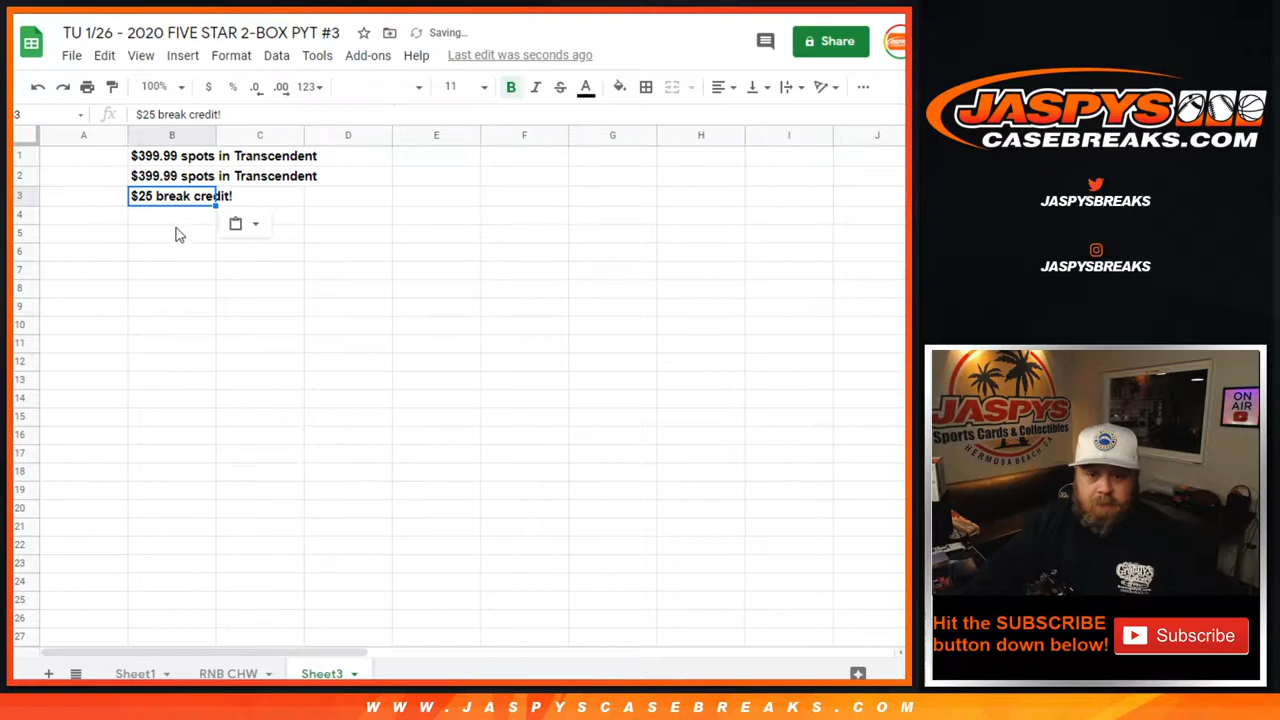 TU 1/26 - 2020 FIVE STAR 2-BOX PYT #3 Saving...
File Edit View Insert Format Data Tools Add-ons Help Last edit was seconds ago
Share
100% $ % .0 .00 123 11 B I S A
3 fx $25 break credit!
A B C D E F G H I J
1 $399.99 spots in Transcendent
2 $399.99 spots in Transcendent
3 $25 break credit!
4
5
6
7
8
9
10
11
12
13
14
15
16
17
18
19
20
21
22
23
24
25
26
27
Sheet1 RNB CHW Sheet3
JASPYS
CASEBREAKS.COM
JASPYSBREAKS
JASPYSBREAKS
JASPYS
Sports Cards & Collectibles
HERMOSA BEACH, CA
ON
AIR
Hit the SUBSCRIBE
button down below!
Subscribe
WWW.JASPYSCASEBREAKS.COM